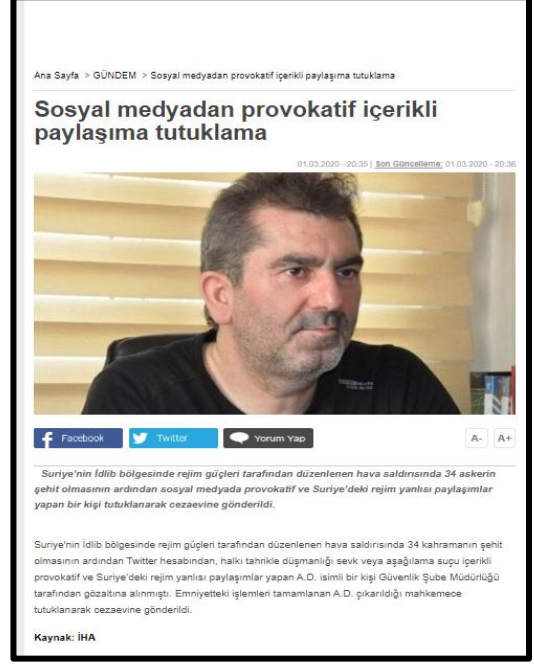 Ana Sayfa > GÜNDEM > Sosyal medyadan provokatif içerikli paylaşıma tutuklama
Sosyal medyadan provokatif içerikli
paylaşıma tutuklama
01.03.2020 - 20:35 | Son Güncelleme: 01.03.2020 - 20:36
Facebook Twitter Yorum Yap A- A+
Suriye'nin İdlib bölgesinde rejim güçleri tarafından düzenlenen hava saldırısında 34 askerin
şehit olmasının ardından sosyal medyada provokatif ve Suriye'deki rejim yanlısı paylaşımlar
yapan bir kişi tutuklanarak cezaevine gönderildi.
Suriye'nin İdlib bölgesinde rejim güçleri tarafından düzenlenen hava saldırısında 34 kahramanın şehit
olmasının ardından Twitter hesabından, halkı tahrikle düşmanlığı sevk veya aşağılama suçu içerikli
provokatif ve Suriye'deki rejim yanlısı paylaşımlar yapan A.D. isimli bir kişi Güvenlik Şube Müdürlüğü
tarafından gözaltına alınmıştı. Emniyetteki işlemleri tamamlanan A.D. çıkarıldığı mahkemece
tutuklanarak cezaevine gönderildi.
Kaynak: İHA